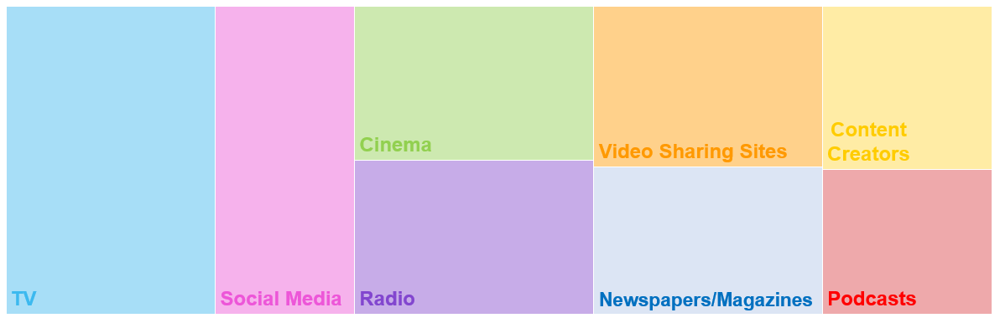 TV
Social Media
Cinema
Radio
Video Sharing Sites
Newspapers/Magazines
Content
Creators
Podcasts